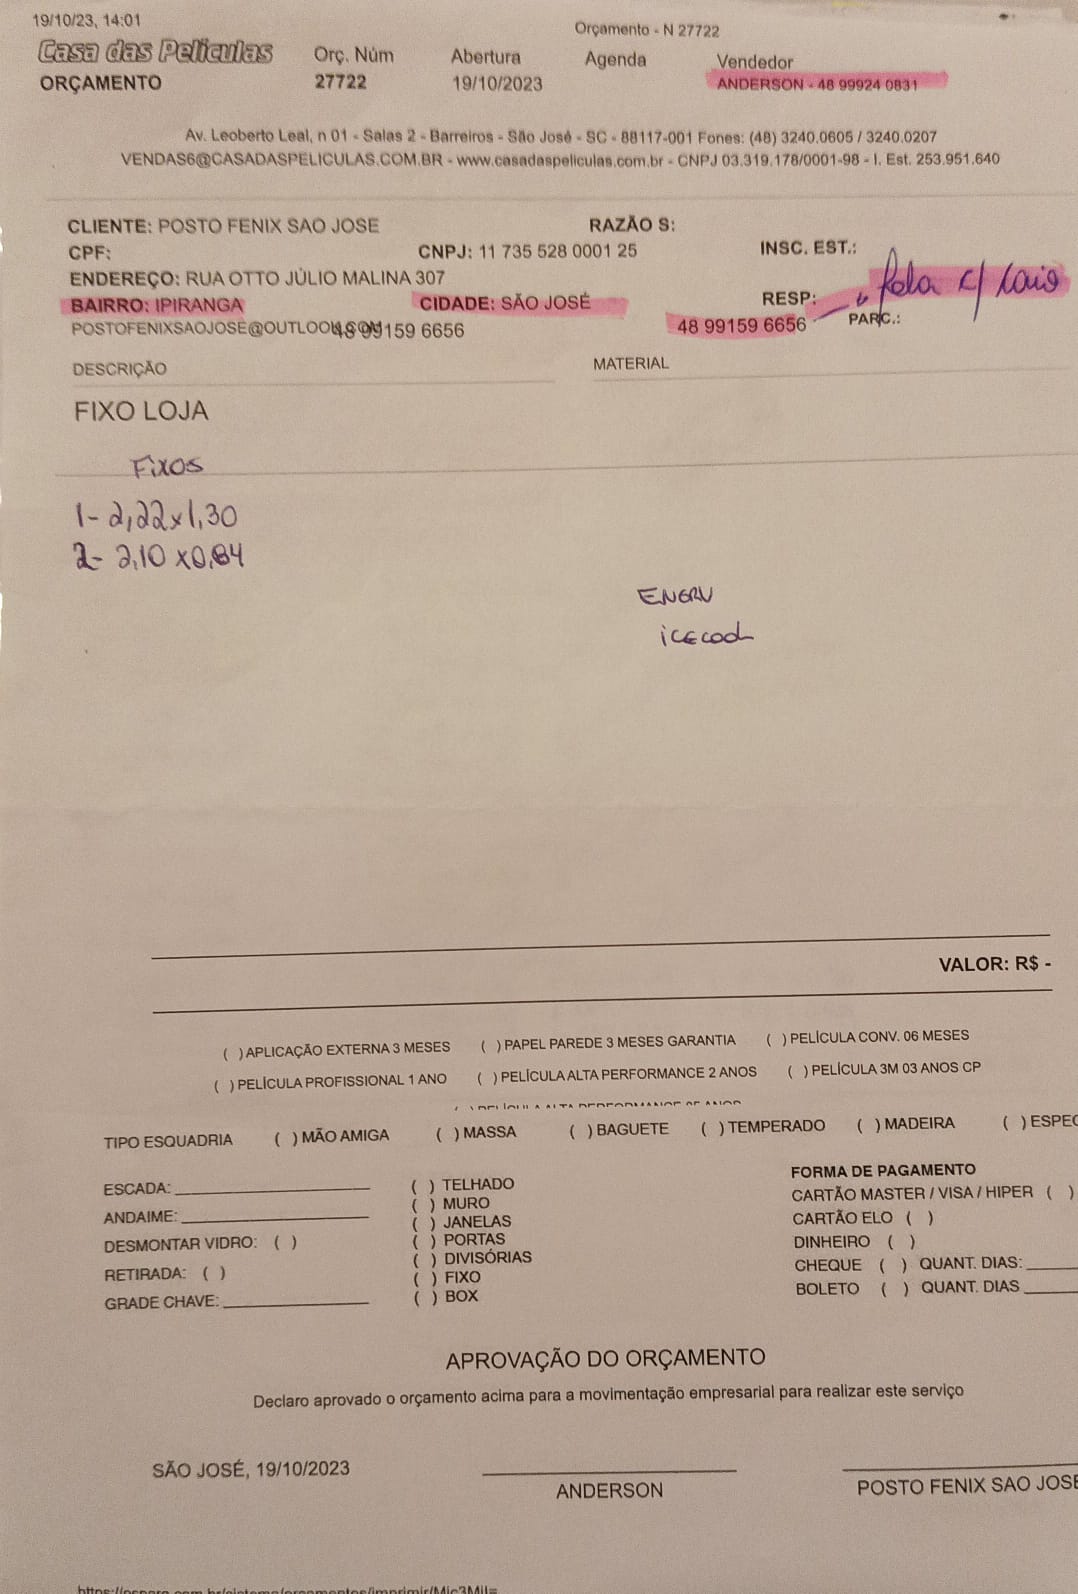 19/10/23, 14:01
Orçamento - N 27722
Casa das Películas
ORÇAMENTO
Orç. Núm
27722
Abertura
19/10/2023
Agenda
Vendedor
ANDERSON - 48 99924 0831
Av. Leoberto Leal, n 01 - Salas 2 - Barreiros - São José - SC - 88117-001 Fones: (48) 3240.0605 / 3240.0207
VENDAS6@CASADASPELICULAS.COM.BR - www.casadaspeliculas.com.br - CNPJ 03.319.178/0001-98 - I. Est. 253.951.640
CLIENTE: POSTO FENIX SAO JOSE RAZÃO S:
CPF: CNPJ: 11 735 528 0001 25 INSC. EST.:
ENDEREÇO: RUA OTTO JÚLIO MALINA 307
BAIRRO: IPIRANGA CIDADE: SÃO JOSÉ RESP: c/
POSTOFENIXSAOJOSE@OUTLOOK.COM 48 99159 6656 48 99159 6656 PARC.:
DESCRIÇÃO MATERIAL
FIXO LOJA
FIXOS
1- 2,22x1,30
2- 2,10 x0,84
VALOR: R$ -
( ) APLICAÇÃO EXTERNA 3 MESES ( ) PAPEL PAREDE 3 MESES GARANTIA ( ) PELÍCULA CONV. 06 MESES
( ) PELÍCULA PROFISSIONAL 1 ANO ( ) PELÍCULA ALTA PERFORMANCE 2 ANOS ( ) PELÍCULA 3M 03 ANOS CP
TIPO ESQUADRIA ( ) MÃO AMIGA ( ) MASSA ( ) BAGUETE ( ) TEMPERADO ( ) MADEIRA ( ) ESPEC
ESCADA:
ANDAIME:
DESMONTAR VIDRO: ( )
RETIRADA: ( )
GRADE CHAVE:
( ) TELHADO
( ) MURO
( ) JANELAS
( ) PORTAS
( ) DIVISÓRIAS
( ) FIXO
( ) BOX
FORMA DE PAGAMENTO
CARTÃO MASTER / VISA / HIPER ( )
CARTÃO ELO ( )
DINHEIRO ( )
CHEQUE ( ) QUANT. DIAS:
BOLETO ( ) QUANT. DIAS
APROVAÇÃO DO ORÇAMENTO
Declaro aprovado o orçamento acima para a movimentação empresarial para realizar este serviço
SÃO JOSÉ, 19/10/2023
ANDERSON
POSTO FENIX SAO JOSE